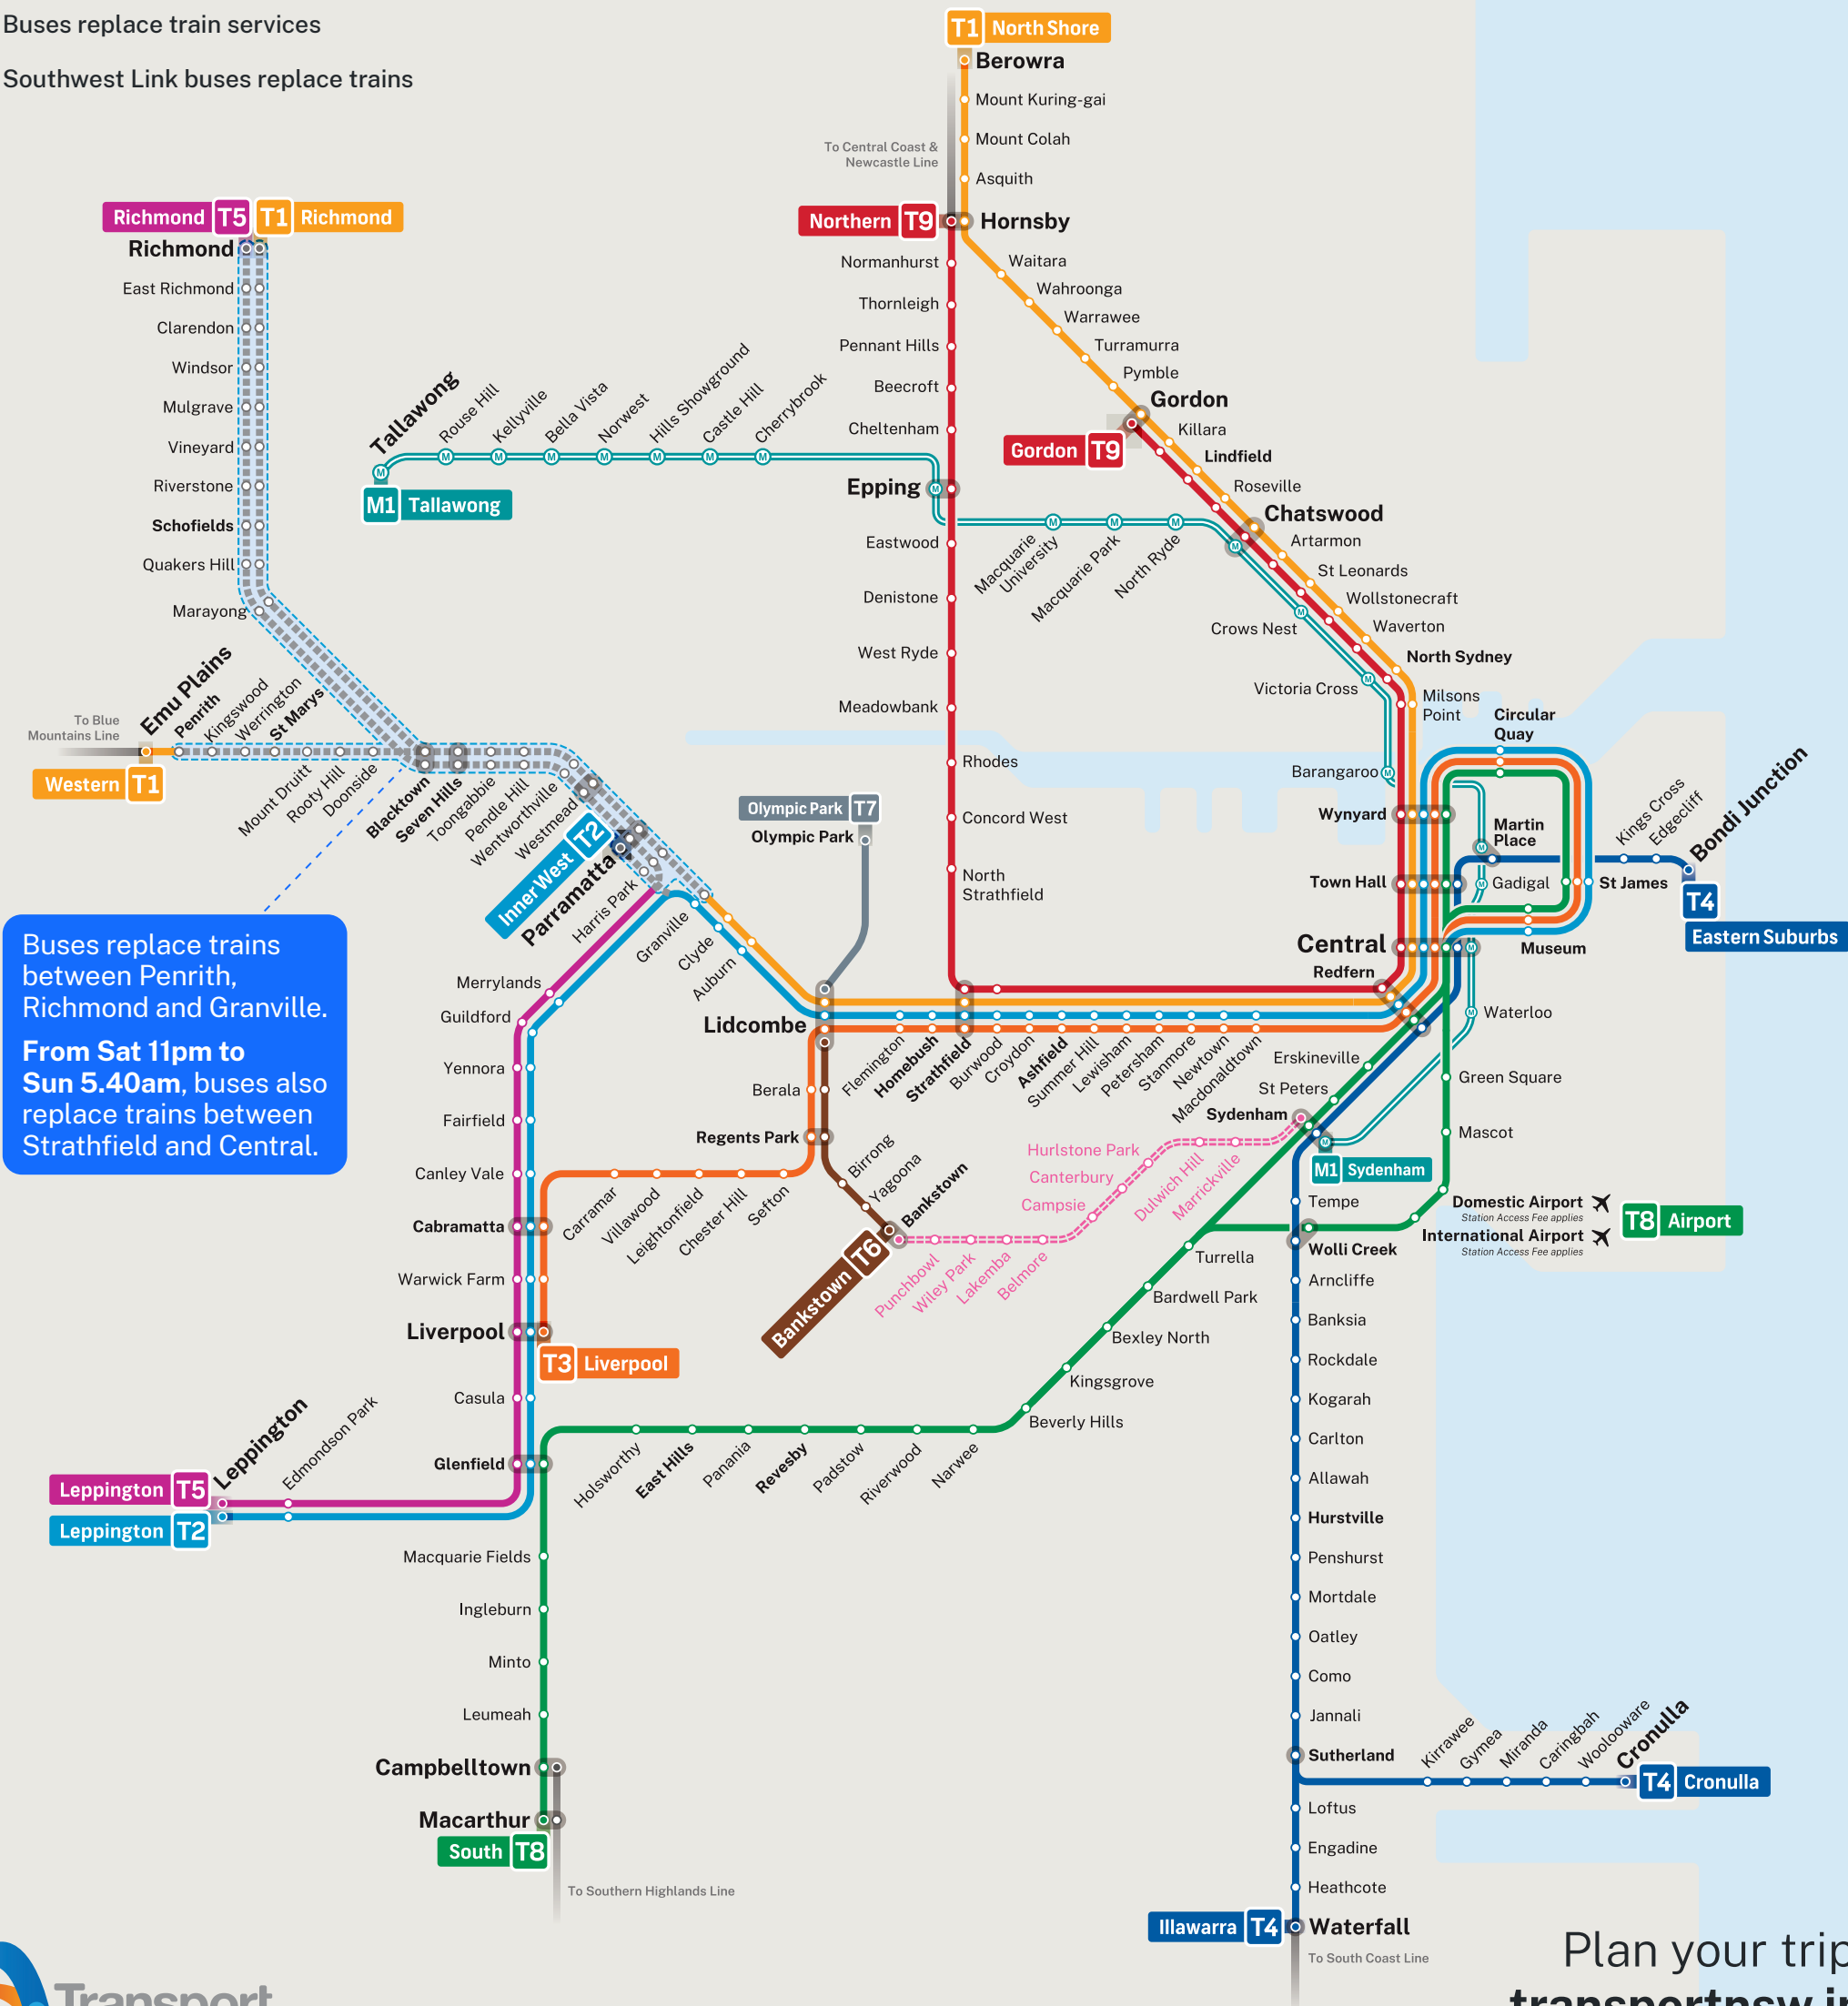 Buses replace train services
Southwest Link buses replace trains
T1 North Shore
Berowra
Mount Kuring-gai
Mount Colah
Asquith
To Central Coast &
Newcastle Line
Northern T9
Hornsby
Richmond T5
T1 Richmond
Richmond
East Richmond
Clarendon
Windsor
Mulgrave
Vineyard
Riverstone
Schofields
Quakers Hill
Marayong
Normanhurst
Thornleigh
Pennant Hills
Beecroft
Cheltenham
Epping
Eastwood
Denistone
West Ryde
Meadowbank
Rhodes
Concord West
North
Strathfield
Waitara
Wahroonga
Warrawee
Turramurra
Pymble
Gordon
Gordon T9
Killara
Lindfield
Roseville
Chatswood
Artarmon
St Leonards
Wollstonecraft
Waverton
North Sydney
Milsons
Point
Tallawong
M1 Tallawong
Rouse Hill
Kellyville
Bella Vista
Norwest
Hills Showground
Castle Hill
Cherrybrook
Macquarie
University
Macquarie Park
North Ryde
Crows Nest
Victoria Cross
Barangaroo
To Blue
Mountains Line
Emu Plains
Western T1
Penrith
Kingswood
Werrington
St Marys
Mount Druitt
Rooty Hill
Doonside
Blacktown
Seven Hills
Toongabbie
Pendle Hill
Wentworthville
Westmead
Inner West T2
Parramatta
Harris Park
Granville
Clyde
Auburn
Olympic Park T7
Olympic Park
Lidcombe
Buses replace trains
between Penrith,
Richmond and Granville.
From Sat 11pm to
Sun 5.40am, buses also
replace trains between
Strathfield and Central.
Circular
Quay
Wynyard
Martin
Place
Kings Cross
Edgecliff
Bondi Junction
T4
Eastern Suburbs
Town Hall
Gadigal
St James
Central
Museum
Redfern
Waterloo
Flemington
Homebush
Strathfield
Burwood
Croydon
Ashfield
Summer Hill
Lewisham
Petersham
Stanmore
Newtown
Macdonaldtown
Erskineville
St Peters
Sydenham
M1 Sydenham
Green Square
Mascot
Domestic Airport
Station Access Fee applies
International Airport
Station Access Fee applies
T8 Airport
Merrylands
Guildford
Yennora
Fairfield
Canley Vale
Cabramatta
Warwick Farm
Liverpool
T3 Liverpool
Casula
Glenfield
Berala
Regents Park
Birrong
Yagoona
Bankstown
Bankstown T6
Carramar
Villawood
Leightonfield
Chester Hill
Sefton
Hurlstone Park
Canterbury
Campsie
Dulwich Hill
Marrickville
Punchbowl
Wiley Park
Lakemba
Belmore
Tempe
Wolli Creek
Turrella
Bardwell Park
Bexley North
Kingsgrove
Beverly Hills
Arncliffe
Banksia
Rockdale
Kogarah
Carlton
Allawah
Hurstville
Penshurst
Mortdale
Oatley
Como
Jannali
Sutherland
Loftus
Engadine
Heathcote
Illawarra T4
Waterfall
To South Coast Line
Kirrawee
Gymea
Miranda
Caringbah
Woolooware
Cronulla
T4 Cronulla
Leppington T5
Leppington T2
Leppington
Edmondson Park
Holsworthy
East Hills
Panania
Revesby
Padstow
Riverwood
Narwee
Macquarie Fields
Ingleburn
Minto
Leumeah
Campbelltown
Macarthur
South T8
To Southern Highlands Line
Transport
Plan your trip
transportnsw.in